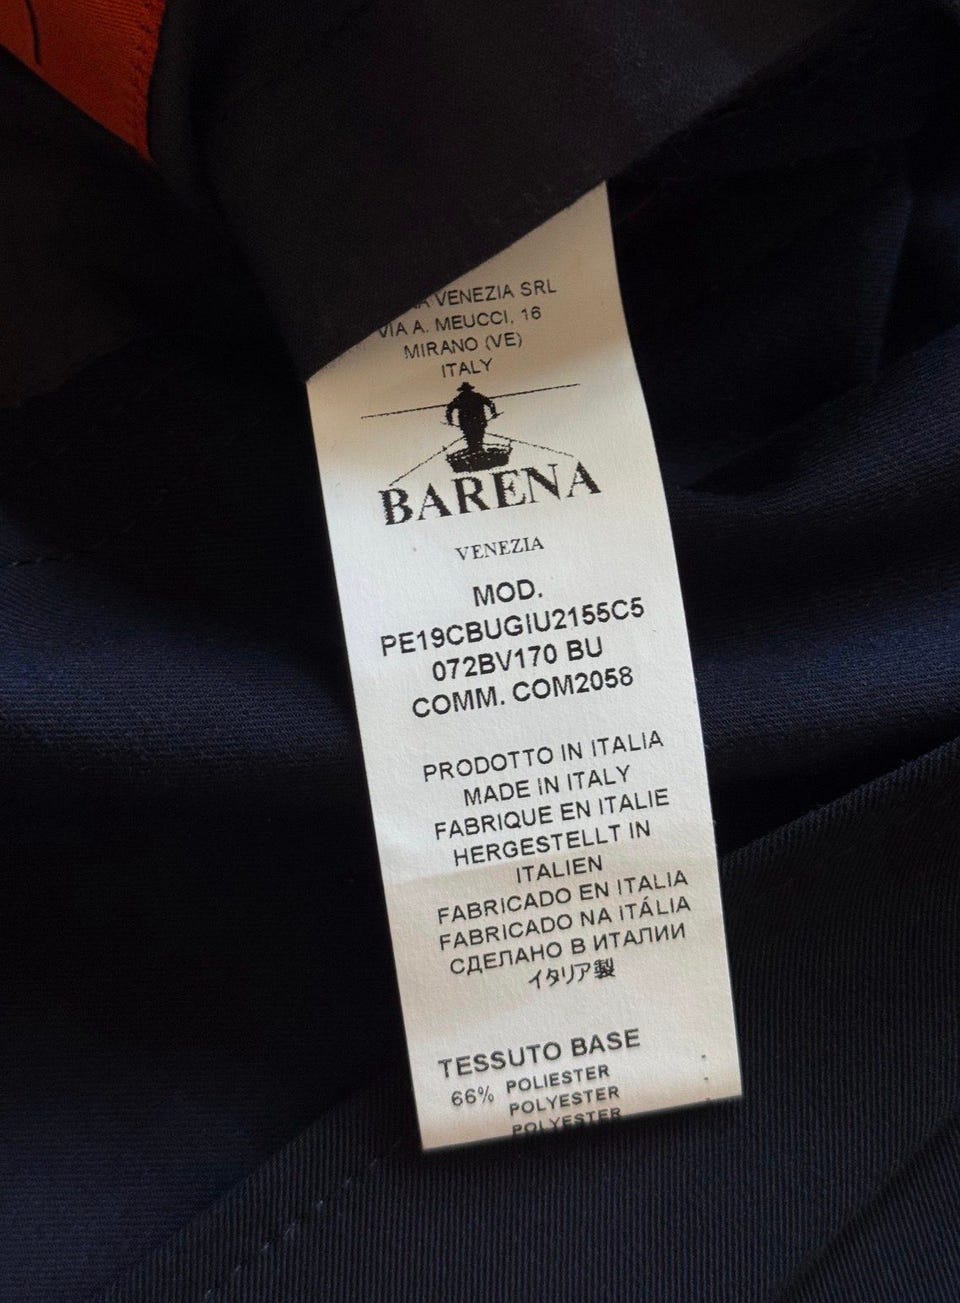 VENEZIA SRL
VIA A. MEUCCI, 16
MIRANO (VE)
ITALY
BARENA
VENEZIA
MOD.
PE19CBUGIU2155C5
072BV170 BU
COMM. COM2058
PRODOTTO IN ITALIA
MADE IN ITALY
FABRIQUE EN ITALIE
HERGESTELLT IN
ITALIEN
FABRICADO EN ITALIA
FABRICADO NA ITÁLIA
СДЕЛАНО В ИТАЛИИ
イタリア製
TESSUTO BASE
66% POLIESTER
POLYESTER
POLYESTER